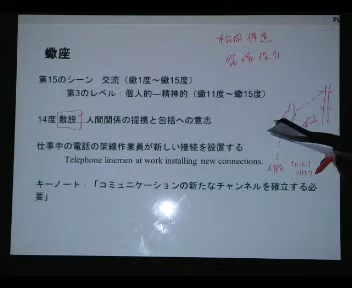 蠍座
第15のシーン 交流(蠍1度〜蠍15度)
第3のレベル:個人的―精神的(蠍11度〜蠍15度)
14度 敷設:人間関係の提携と包括への意志
仕事中の電話の架線作業員が新しい接続を設置する
Telephone linemen at work installing new connections.
キーノート:「コミュニケーションの新たなチャンネルを確立する必
要」